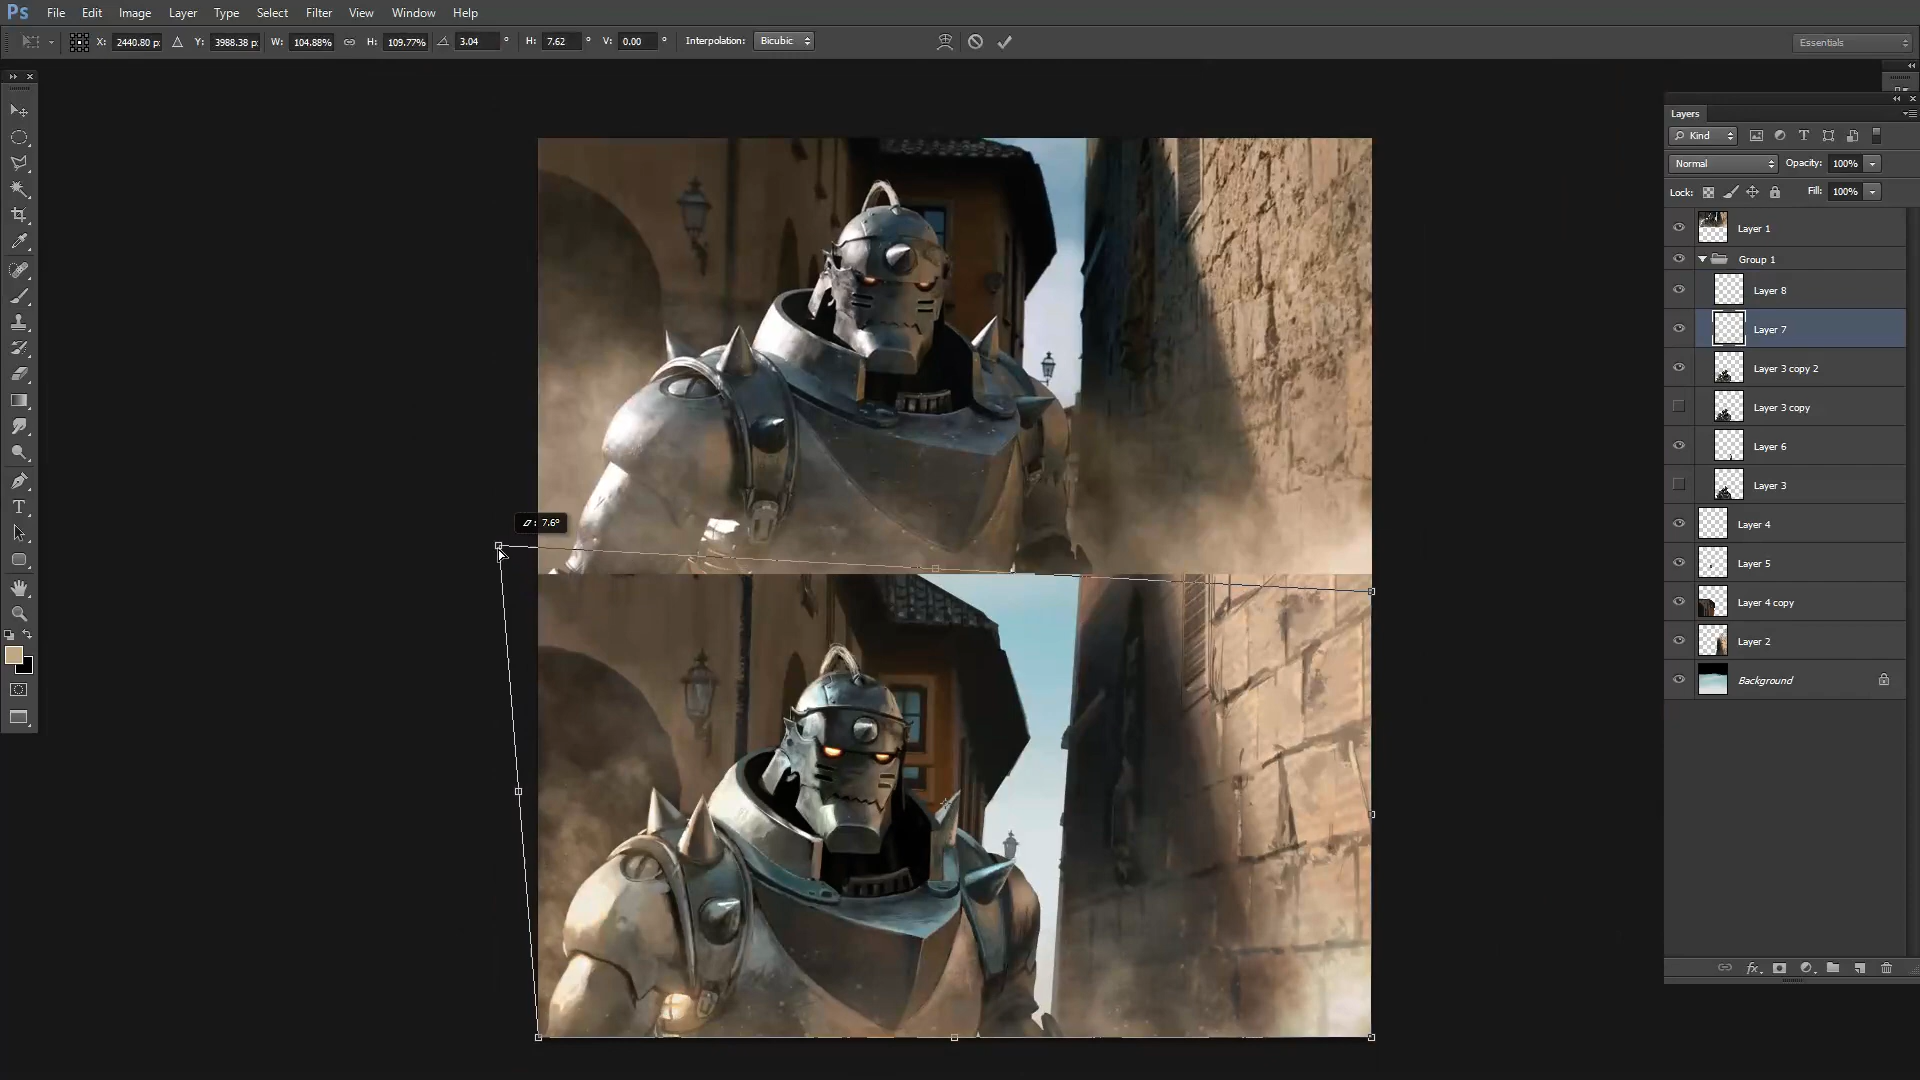 Ps File Edit Image Layer Type Select Filter View Window Help
X: 2440.80 p: Y: 3988.38 p: W: 104.88% H: 109.77% 3.04 ° H: 7.62 ° V: 0.00 ° Interpolation: Bicubic Essentials
Layers
Kind
Normal Opacity: 100%
Lock: Fill: 100%
Layer 1
Group 1
Layer 8
Layer 7
Layer 3 copy 2
Layer 3 copy
Layer 6
Layer 3
Layer 4
Layer 5
Layer 4 copy
Layer 2
Background
fx
T
: 7.6°